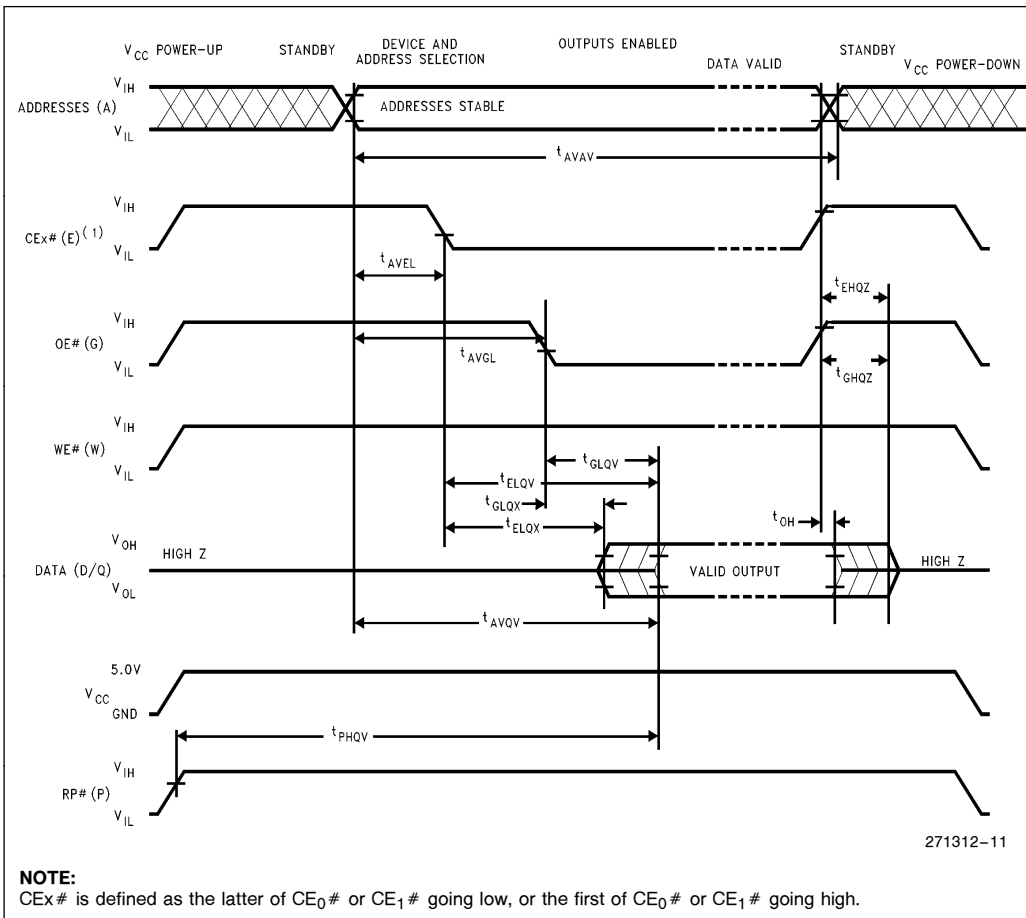 V_CC POWER-UP STANDBY DEVICE AND ADDRESS SELECTION OUTPUTS ENABLED DATA VALID STANDBY V_CC POWER-DOWN
V_IH
ADDRESSES (A) ADDRESSES STABLE
V_IL
t_AVAV
V_IH
CEx# (E)^(1)
V_IL
t_AVEL
t_EHQZ
V_IH
OE# (G)
t_AVGL
V_IL
t_GHQZ
V_IH
WE# (W)
V_IL
t_GLQV
t_ELQV
t_GLQX
t_ELQX
t_OH
V_OH
HIGH Z
DATA (D/Q) VALID OUTPUT HIGH Z
V_OL
t_AVQV
5.0V
V_CC
GND
t_PHQV
V_IH
RP# (P)
V_IL
271312-11
NOTE:
CEx# is defined as the latter of CE_0# or CE_1# going low, or the first of CE_0# or CE_1# going high.